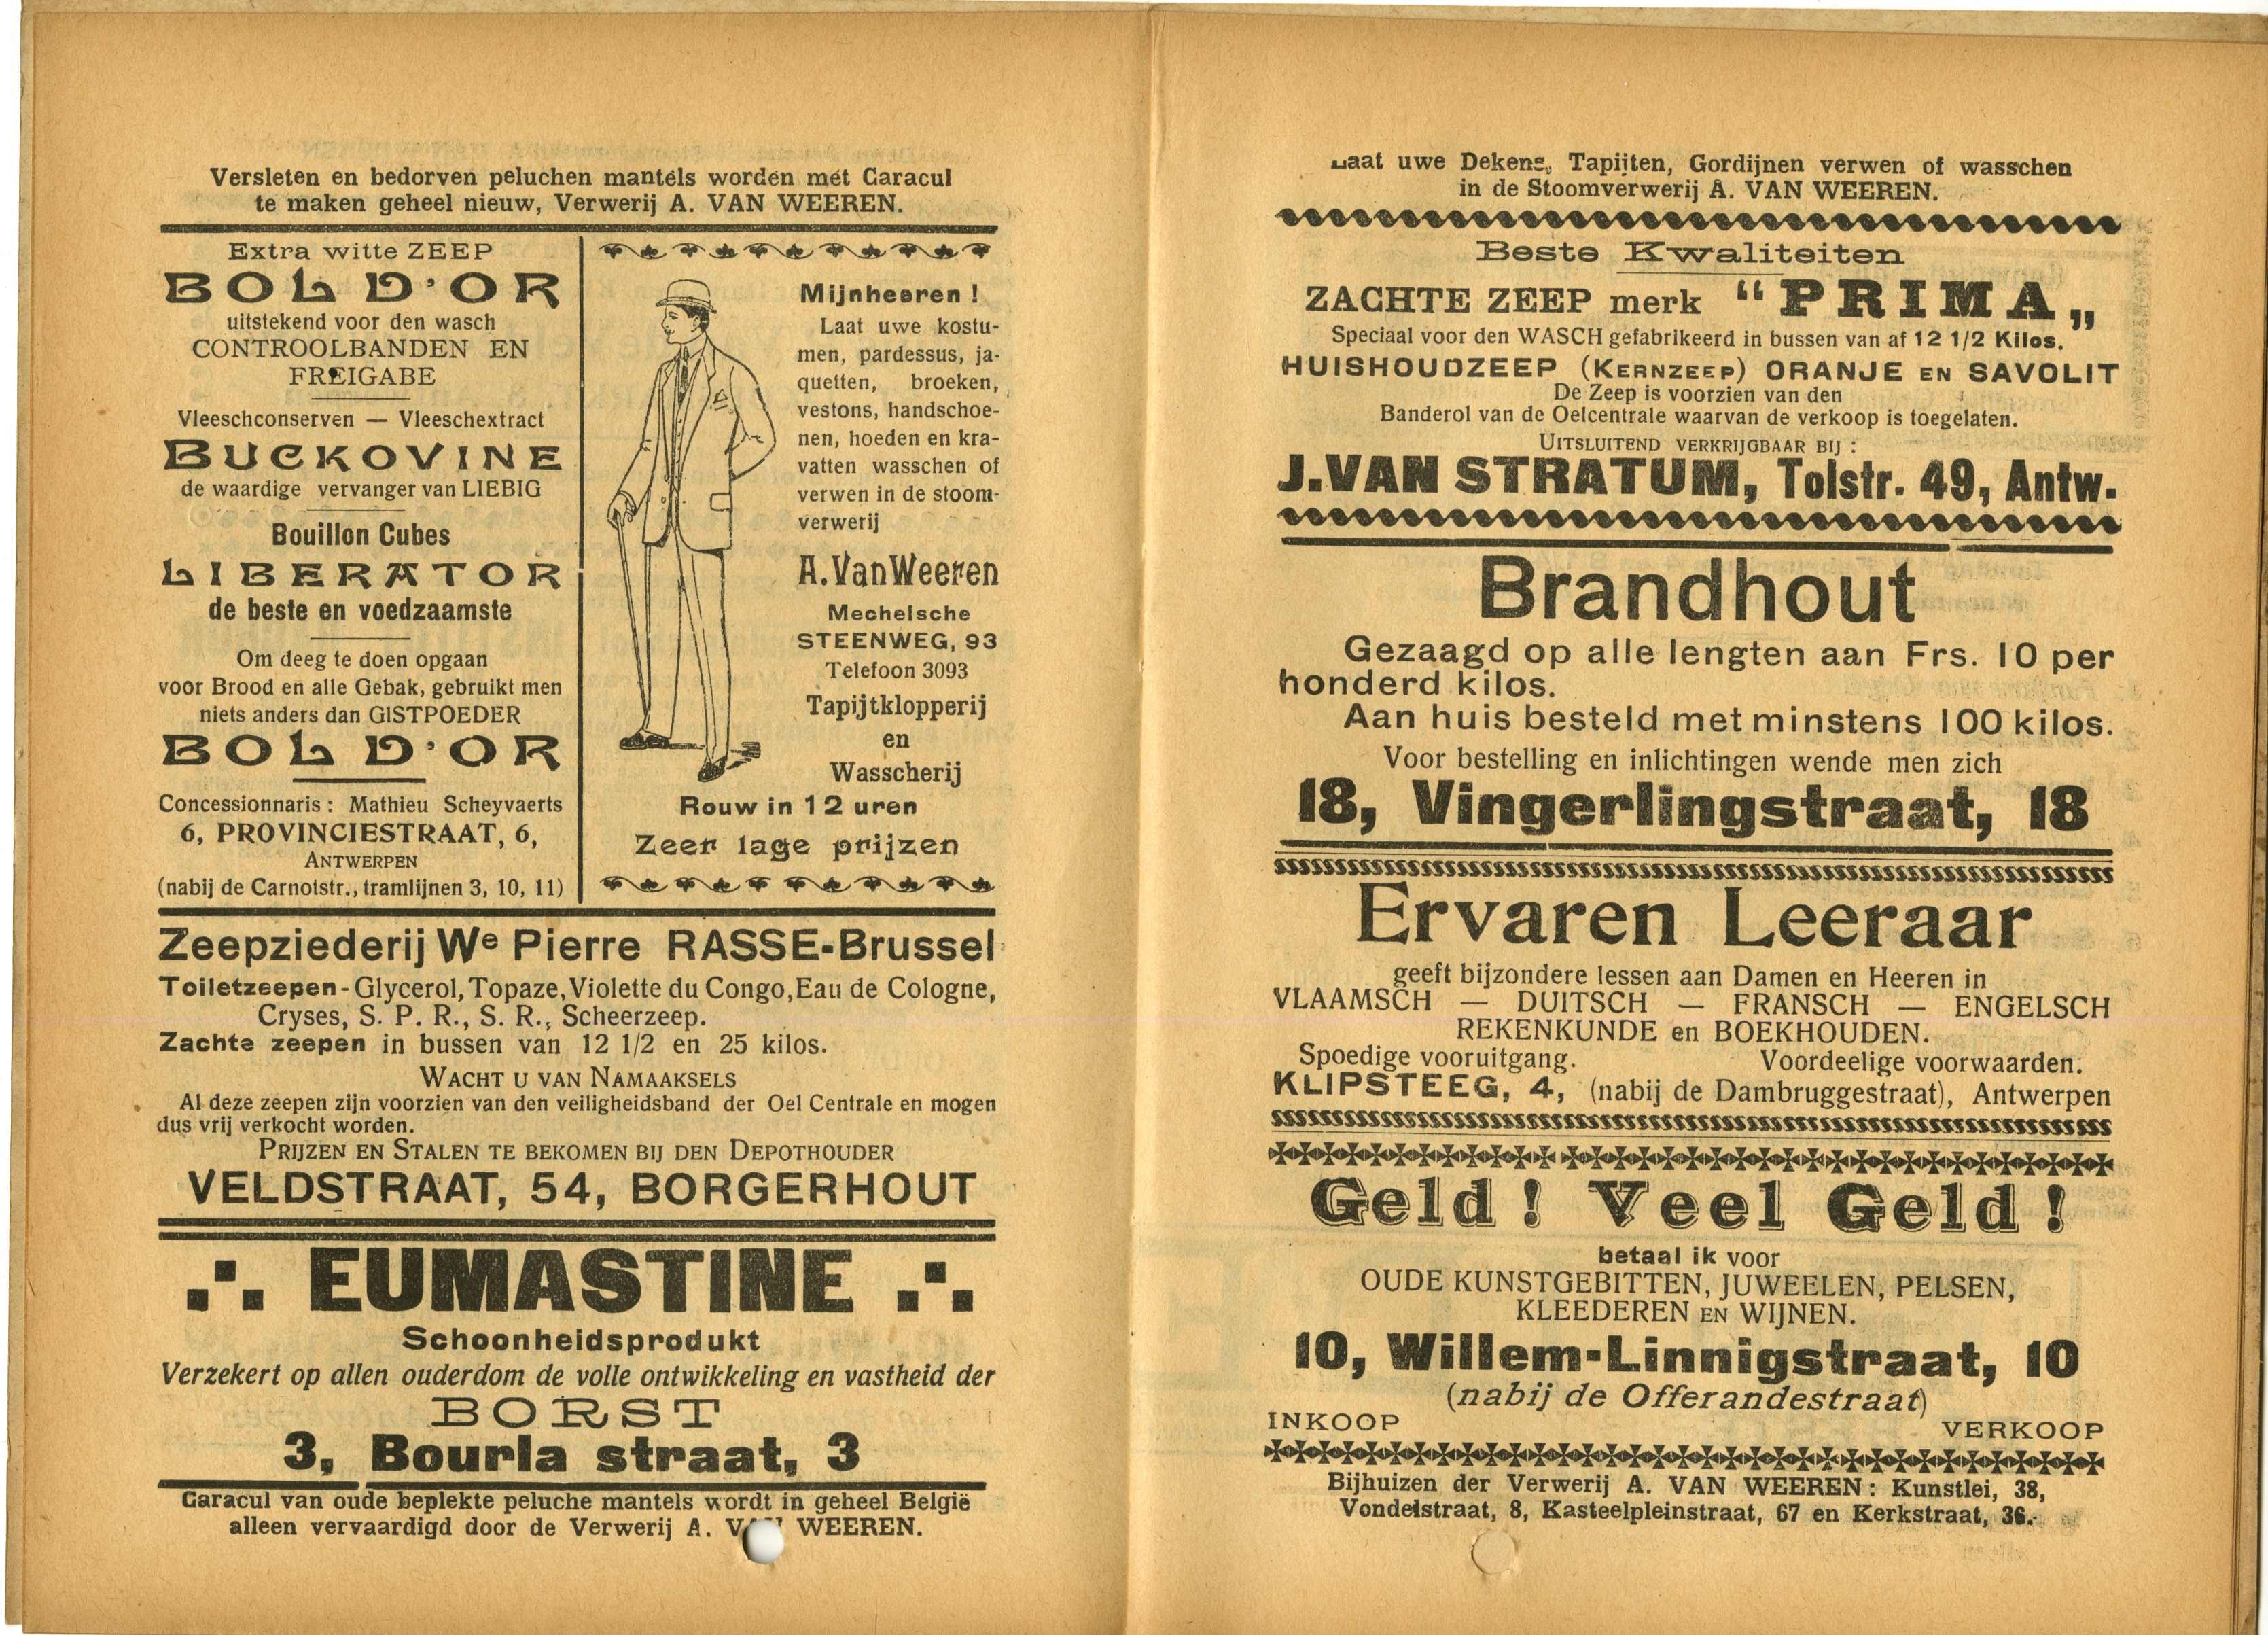 Versleten en bedorven peluchen mantels worden met Caracul
te maken geheel nieuw, Verwerij A. VAN WEEREN.
Extra witte ZEEP
BOL D'OR
uitstekend voor den wasch
CONTROOLBANDEN EN
FREIGABE
Vleeschconserven — Vleeschextract
BUCKOVINE
de waardige vervanger van LIEBIG
Bouillon Cubes
LIBERATOR
de beste en voedzaamste
Om deeg te doen opgaan
voor Brood en alle Gebak, gebruikt men
niets anders dan GISTPOEDER
BOL D'OR
Concessionnaris: Mathieu Scheyvaerts
6, PROVINCIESTRAAT, 6,
ANTWERPEN
(nabij de Carnotstr., tramlijnen 3, 10, 11)
Mijnheeren !
Laat uwe kostu-
men, pardessus, ja-
quetten, broeken,
vestons, handschoe-
nen, hoeden en kra-
vatten wasschen of
verwen in de stoom-
verwerij
A. Van Weeren
Mechelsche
STEENWEG, 93
Telefoon 3093
Tapijtklopperij
en
Wasscherij
Rouw in 12 uren
Zeer lage prijzen
Zeepziederij We Pierre RASSE-Brussel
Toiletzeepen - Glycerol, Topaze, Violette du Congo, Eau de Cologne,
Cryses, S. P. R., S. R., Scheerzeep.
Zachte zeepen in bussen van 12 1/2 en 25 kilos.
WACHT U VAN NAMAAKSELS
Al deze zeepen zijn voorzien van den veiligheidsband der Oel Centrale en mogen
dus vrij verkocht worden.
PRIJZEN EN STALEN TE BEKOMEN BIJ DEN DEPOTHOUDER
VELDSTRAAT, 54, BORGERHOUT
EUMASTINE
Schoonheidsprodukt
Verzekert op allen ouderdom de volle ontwikkeling en vastheid der
BORST
3, Bourla straat, 3
Caracul van oude beplekte peluche mantels wordt in geheel België
alleen vervaardigd door de Verwerij A. VAN WEEREN.
Laat uwe Dekens, Tapijten, Gordijnen verwen of wasschen
in de Stoomverwerij A. VAN WEEREN.
Beste Kwaliteiten
ZACHTE ZEEP merk “PRIMA„
Speciaal voor den WASCH gefabrikeerd in bussen van af 12 1/2 Kilos.
HUISHOUDZEEP (KERNZEEP) ORANJE EN SAVOLIT
De Zeep is voorzien van den
Banderol van de Oelcentrale waarvan de verkoop is toegelaten.
UITSLUITEND VERKRIJGBAAR BIJ :
J. VAN STRATUM, Tolstr. 49, Antw.
Brandhout
Gezaagd op alle lengten aan Frs. 10 per
honderd kilos.
Aan huis besteld met minstens 100 kilos.
Voor bestelling en inlichtingen wende men zich
18, Vingerlingstraat, 18
Ervaren Leeraar
geeft bijzondere lessen aan Damen en Heeren in
VLAAMSCH — DUITSCH — FRANSCH — ENGELSCH
REKENKUNDE en BOEKHOUDEN.
Spoedige vooruitgang. Voordeelige voorwaarden.
KLIPSTEEG, 4, (nabij de Dambruggestraat), Antwerpen
Geld ! Veel Geld !
betaal ik voor
OUDE KUNSTGEBITTEN, JUWEELEN, PELSEN,
KLEEDEREN EN WIJNEN.
10, Willem-Linnigstraat, 10
(nabij de Offerandestraat)
INKOOP VERKOOP
Bijhuizen der Verwerij A. VAN WEEREN : Kunstlei, 38,
Vondelstraat, 8, Kasteelpleinstraat, 67 en Kerkstraat, 36.